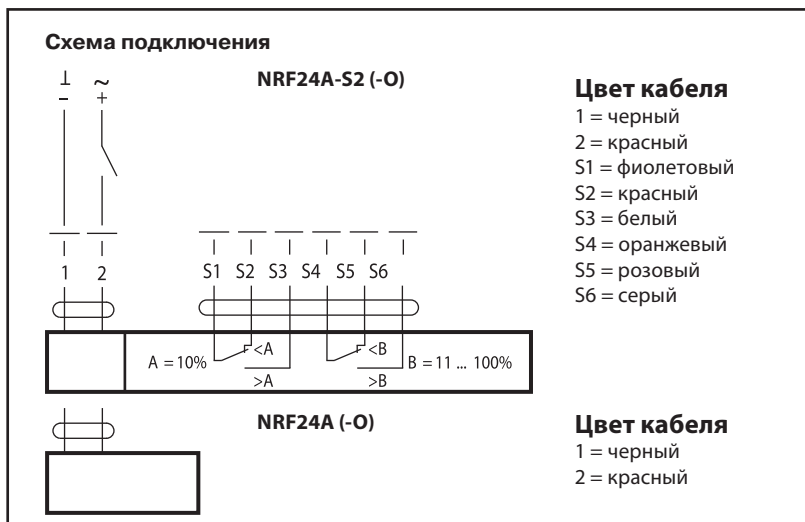 Схема подключения
NRF24A-S2 (-O)
⊥ ~
– +
1 2 S1 S2 S3 S4 S5 S6
A = 10% <A >A <B >B B = 11 ... 100%
Цвет кабеля
1 = черный
2 = красный
S1 = фиолетовый
S2 = красный
S3 = белый
S4 = оранжевый
S5 = розовый
S6 = серый
NRF24A (-O)
Цвет кабеля
1 = черный
2 = красный